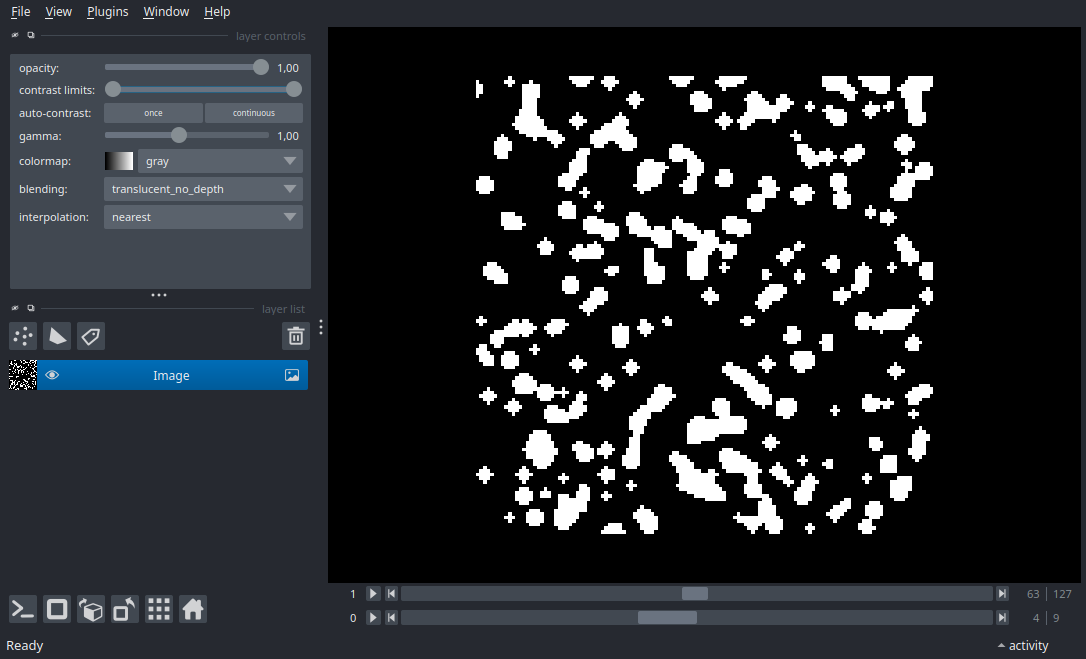 File View Plugins Window Help
layer controls
opacity: 1,00
contrast limits:
auto-contrast: once continuous
gamma: 1,00
colormap: gray
blending: translucent_no_depth
interpolation: nearest
layer list
Image
1 63 127
0 4 9
Ready activity